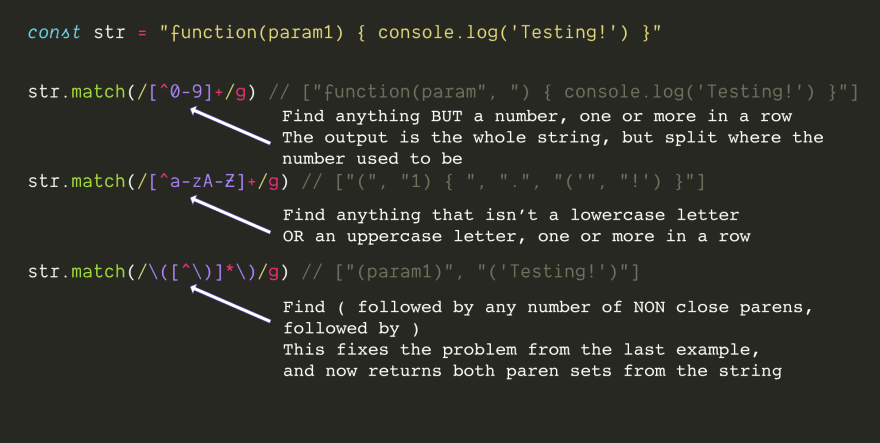 const str = "function(param1) { console.log('Testing!') }"
str.match(/[^0-9]+/g) // ["function(param", ") { console.log('Testing!') }"]
Find anything BUT a number, one or more in a row
The output is the whole string, but split where the
number used to be
str.match(/[^a-zA-Z]+/g) // ["(", "1) { ", ".", "('", "!') }"]
Find anything that isn’t a lowercase letter
OR an uppercase letter, one or more in a row
str.match(/\([^\)]*\)/g) // ["(param1)", "('Testing!')"]
Find ( followed by any number of NON close parens,
followed by )
This fixes the problem from the last example,
and now returns both paren sets from the string